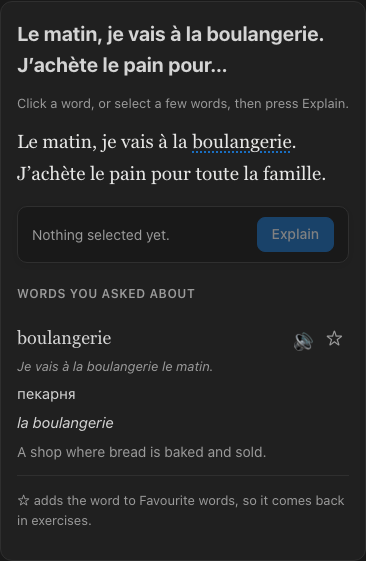 Le matin, je vais à la boulangerie.
J’achète le pain pour...
Click a word, or select a few words, then press Explain.
Le matin, je vais à la boulangerie.
J’achète le pain pour toute la famille.
Nothing selected yet.
Explain
WORDS YOU ASKED ABOUT
boulangerie
Je vais à la boulangerie le matin.
пекарня
la boulangerie
A shop where bread is baked and sold.
☆ adds the word to Favourite words, so it comes back
in exercises.